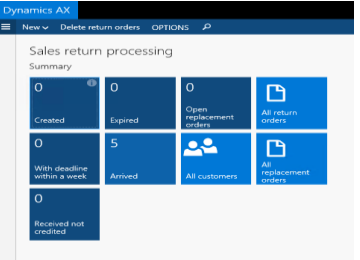 Dynamics AX
New Delete return orders OPTIONS
Sales return processing
Summary
0
Created
0
Expired
0
Open
replacement
orders
All return
orders
0
With deadline
within a week
5
Arrived
All customers
All
replacement
orders
0
Received not
credited